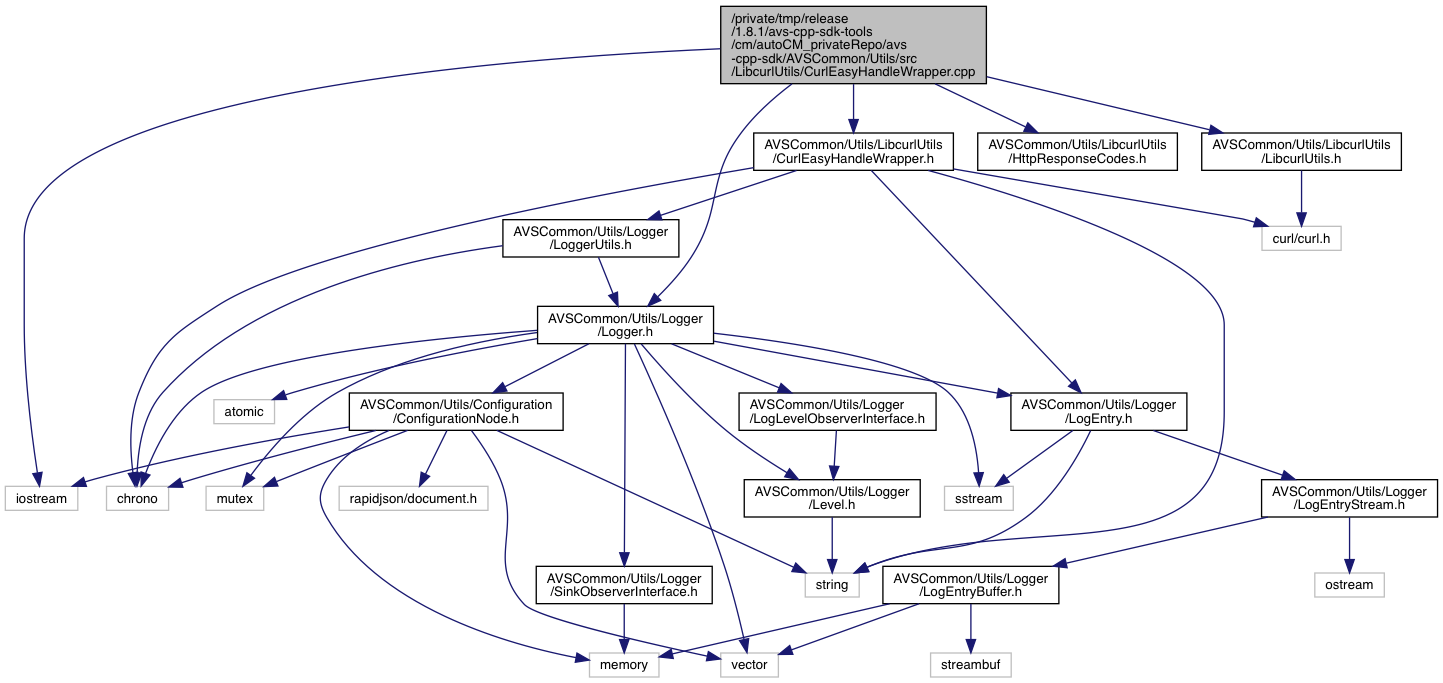 /private/tmp/release
/1.8.1/avs-cpp-sdk-tools
/cm/autoCM_privateRepo/avs
-cpp-sdk/AVSCommon/Utils/src
/LibcurlUtils/CurlEasyHandleWrapper.cpp
AVSCommon/Utils/LibcurlUtils
/CurlEasyHandleWrapper.h
AVSCommon/Utils/LibcurlUtils
/HttpResponseCodes.h
AVSCommon/Utils/LibcurlUtils
/LibcurlUtils.h
AVSCommon/Utils/Logger
/LoggerUtils.h
curl/curl.h
AVSCommon/Utils/Logger
/Logger.h
atomic
AVSCommon/Utils/Configuration
/ConfigurationNode.h
AVSCommon/Utils/Logger
/LogLevelObserverInterface.h
AVSCommon/Utils/Logger
/LogEntry.h
iostream
chrono
mutex
rapidjson/document.h
AVSCommon/Utils/Logger
/Level.h
sstream
AVSCommon/Utils/Logger
/LogEntryStream.h
AVSCommon/Utils/Logger
/SinkObserverInterface.h
string
AVSCommon/Utils/Logger
/LogEntryBuffer.h
ostream
memory
vector
streambuf